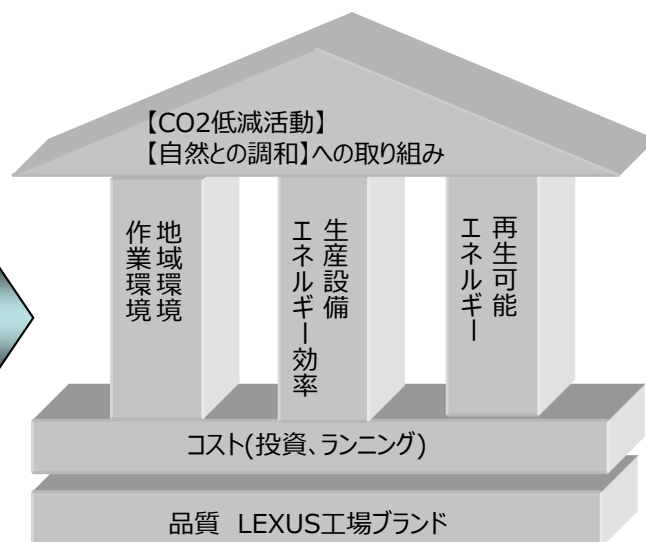 【CO2低減活動】
【自然との調和】への取り組み
地域環境
作業環境
生産設備
エネルギー効率
再生可能
エネルギー
コスト(投資、ランニング)
品質 LEXUS工場ブランド